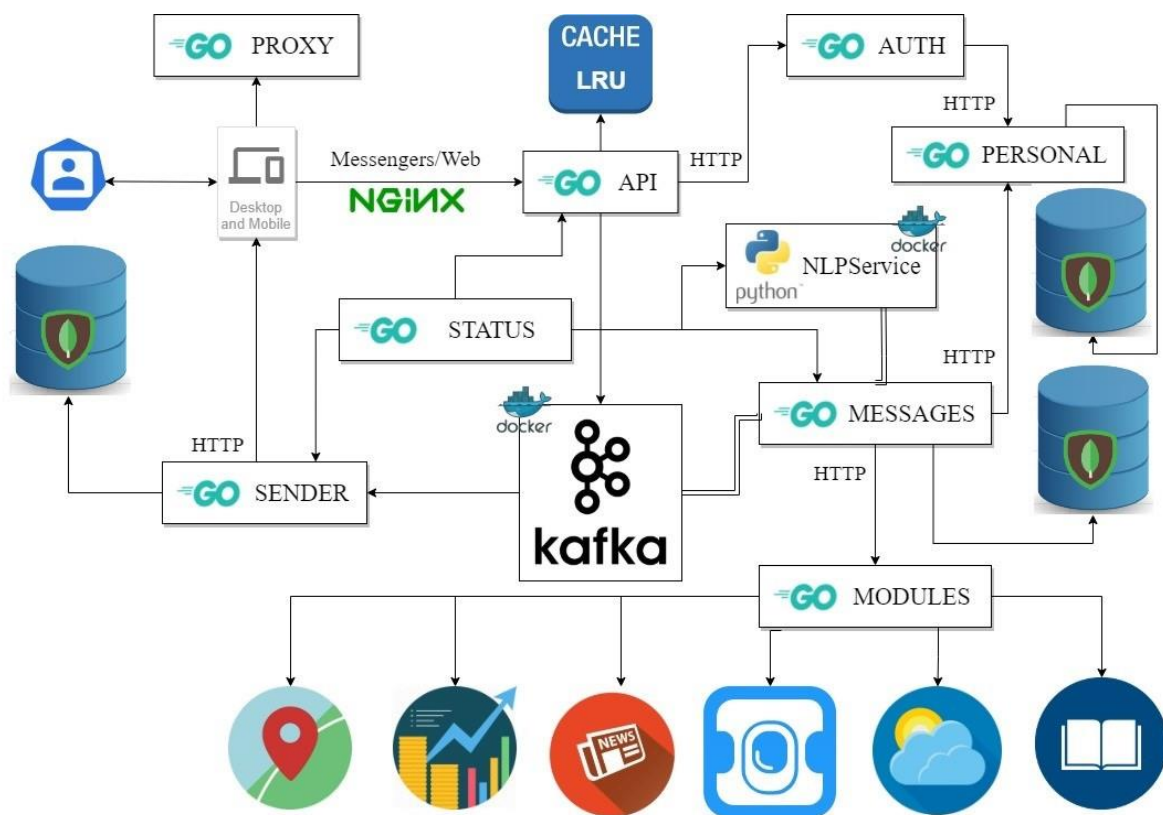 GO PROXY
CACHE
LRU
GO AUTH
HTTP
Messengers/Web
NGINX
GO API
HTTP
GO PERSONAL
Desktop
and Mobile
docker
python
NLPService
GO STATUS
HTTP
docker
GO MESSAGES
HTTP
HTTP
GO SENDER
kafka
GO MODULES
NEWS